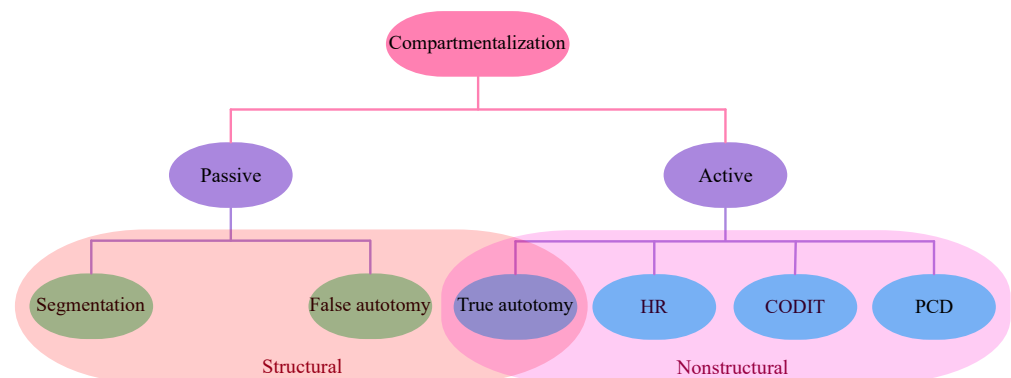 Compartmentalization
Passive
Active
Segmentation
False autotomy
True autotomy
HR
CODIT
PCD
Structural
Nonstructural